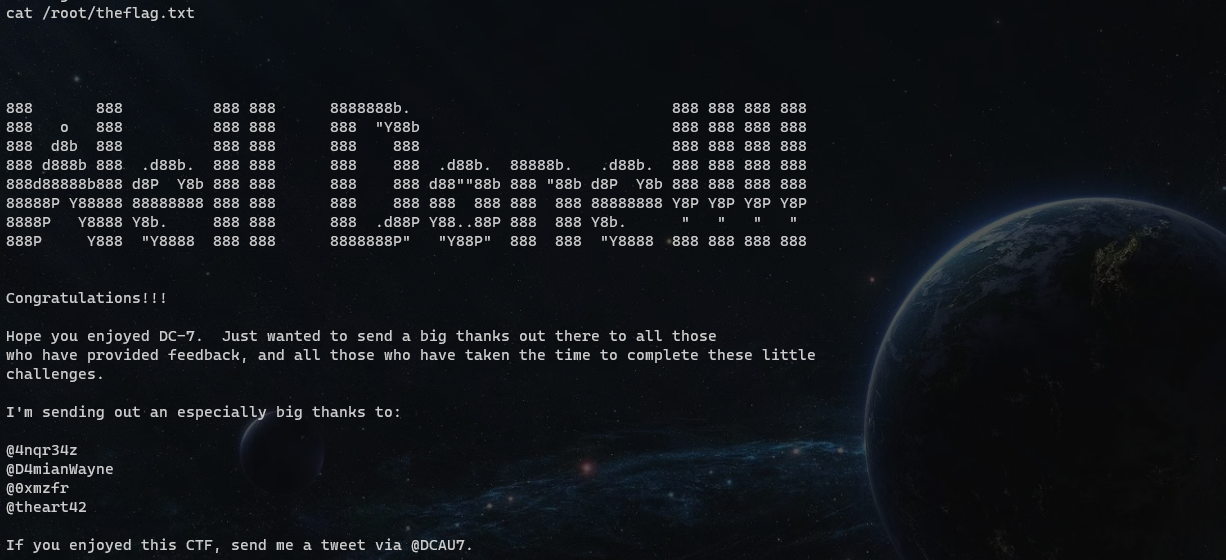 cat /root/theflag.txt
888       888          888 888      8888888b.                             888 888 888 888
888   o   888          888 888      888  "Y88b                            888 888 888 888
888  d8b  888          888 888      888    888                            888 888 888 888
888 d888b 888  .d88b.  888 888      888    888  .d88b.  88888b.   .d88b.  888 888 888 888
888d88888b888 d8P  Y8b 888 888      888    888 d88""88b 888 "88b d8P  Y8b 888 888 888 888
88888P Y88888 88888888 888 888      888    888 888  888 888  888 88888888 Y8P Y8P Y8P Y8P
8888P   Y8888 Y8b.     888 888      888  .d88P Y88..88P 888  888 Y8b.      "   "   "   "
888P     Y888  "Y8888  888 888      8888888P"   "Y88P"  888  888  "Y8888  888 888 888 888
Congratulations!!!
Hope you enjoyed DC-7.  Just wanted to send a big thanks out there to all those
who have provided feedback, and all those who have taken the time to complete these little
challenges.
I'm sending out an especially big thanks to:
@4nqr34z
@D4mianWayne
@0xmzfr
@theart42
If you enjoyed this CTF, send me a tweet via @DCAU7.